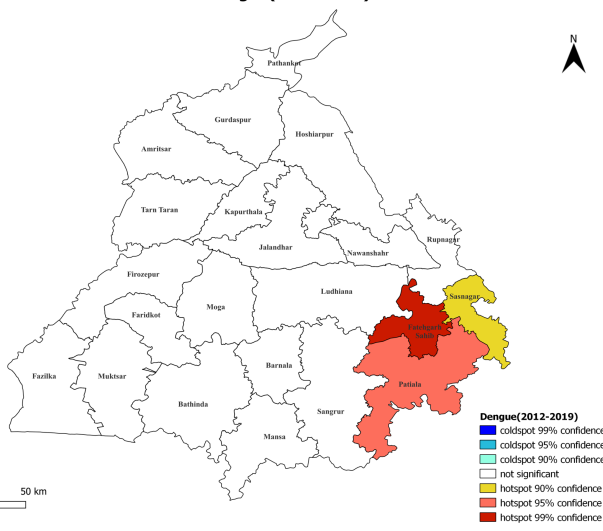 N
Pathankot
Gurdaspur
Hoshiarpur
Amritsar
Tarn Taran
Kapurthala
Jalandhar
Nawanshahr
Rupnagar
Firozepur
Ludhiana
Sasnagar
Moga
Faridkot
Fatehgarh
Sahib
Fazilka
Muktsar
Barnala
Patiala
Bathinda
Sangrur
Mansa
50 km
Dengue(2012-2019)
coldspot 99% confidence
coldspot 95% confidence
coldspot 90% confidence
not significant
hotspot 90% confidence
hotspot 95% confidence
hotspot 99% confidence